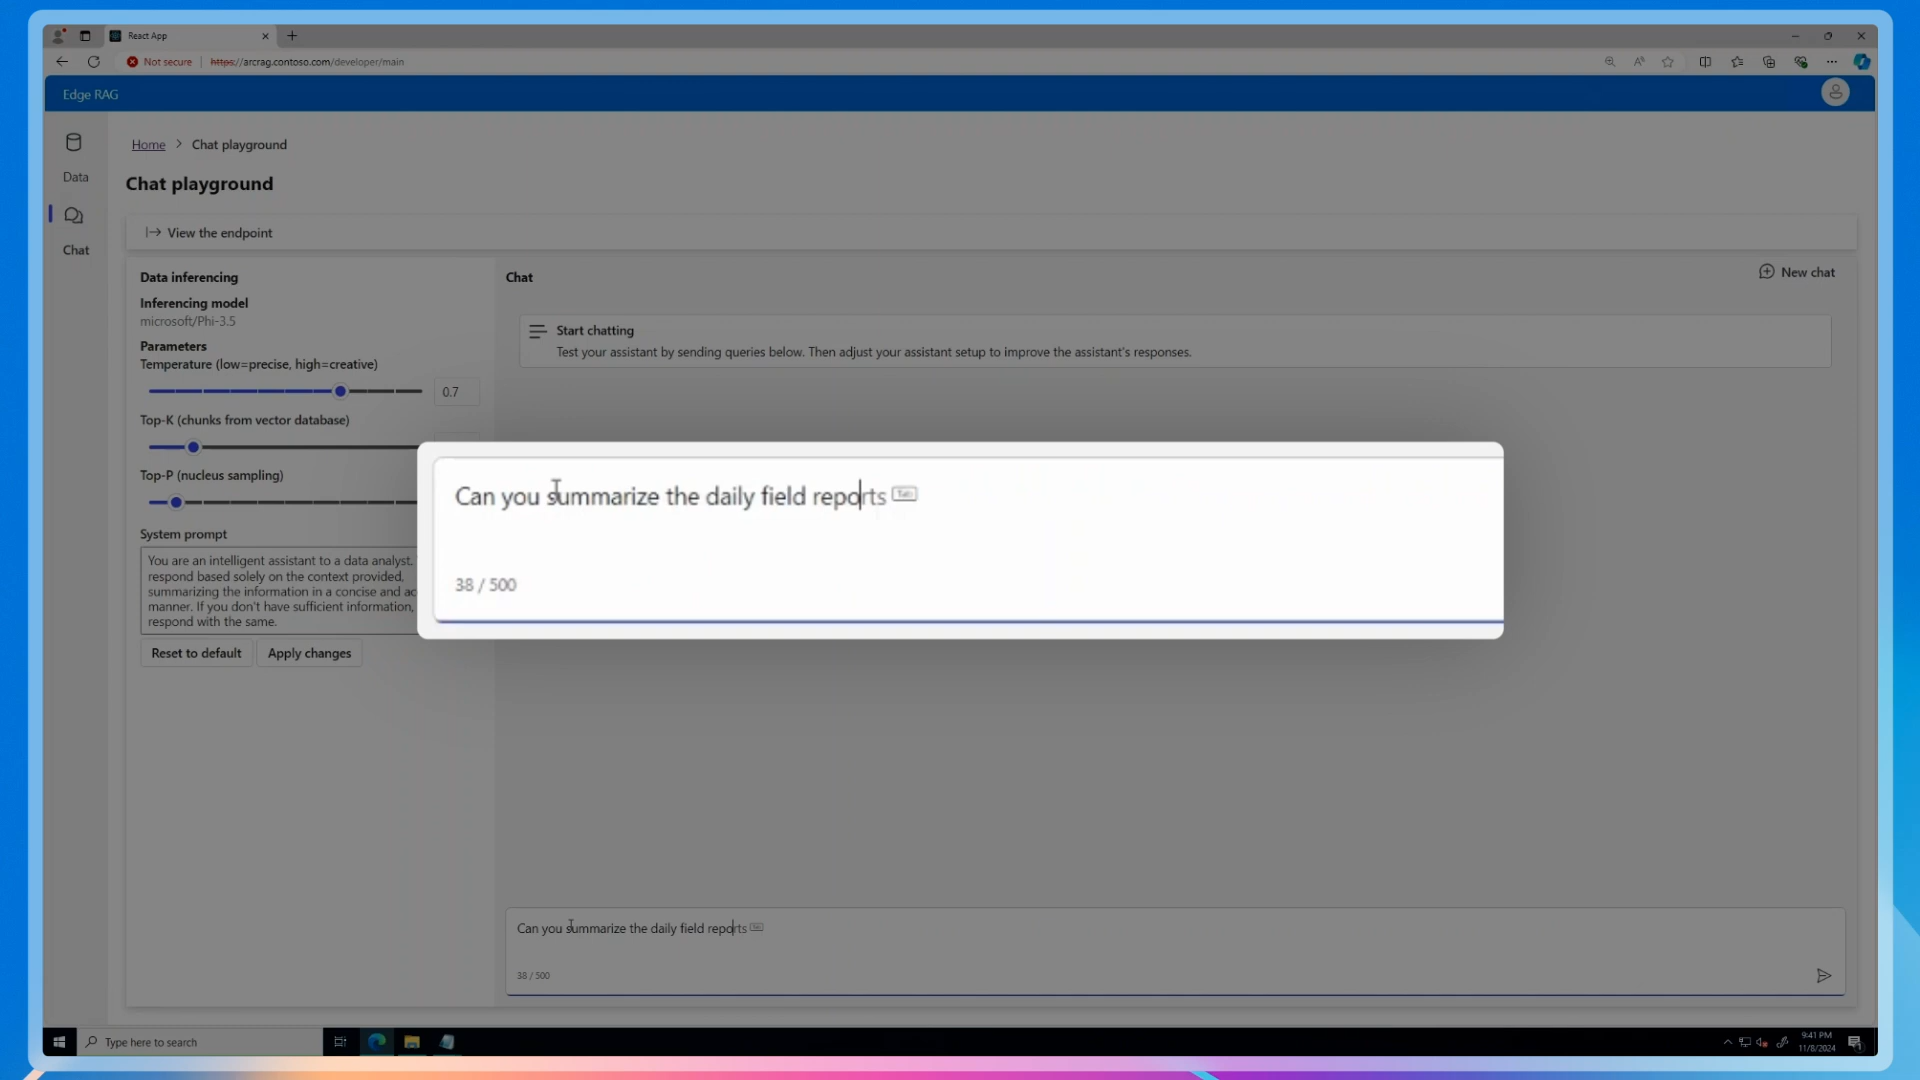 React App
Not secure
https://arcrag.contoso.com/developer/main
Edge RAG
Data
Chat
Home > Chat playground
Chat playground
View the endpoint
Data inferencing
Inferencing model
microsoft/Phi-3.5
Parameters
Temperature (low=precise, high=creative)
0.7
Top-K (chunks from vector database)
Top-P (nucleus sampling)
System prompt
You are an intelligent assistant to a data analyst.
respond based solely on the context provided,
summarizing the information in a concise and ac
manner. If you don't have sufficient information,
respond with the same.
Reset to default
Apply changes
Chat
New chat
Start chatting
Test your assistant by sending queries below. Then adjust your assistant setup to improve the assistant's responses.
Can you summarize the daily field reports Tab
38 / 500
Can you summarize the daily field reports
38 / 500
Type here to search
9:41 PM
11/8/2024